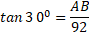 tan 3 0⁰ = AB/92